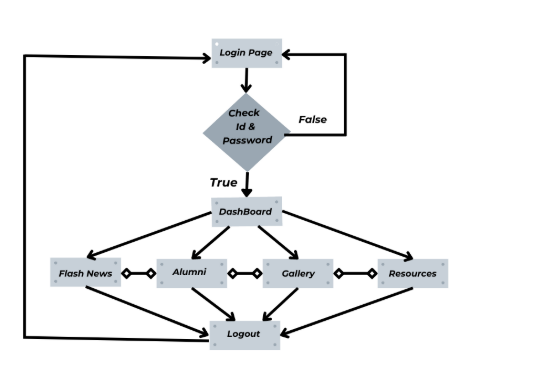 Login Page
Check
Id &
Password
False
True
DashBoard
Flash News
Alumni
Gallery
Resources
Logout